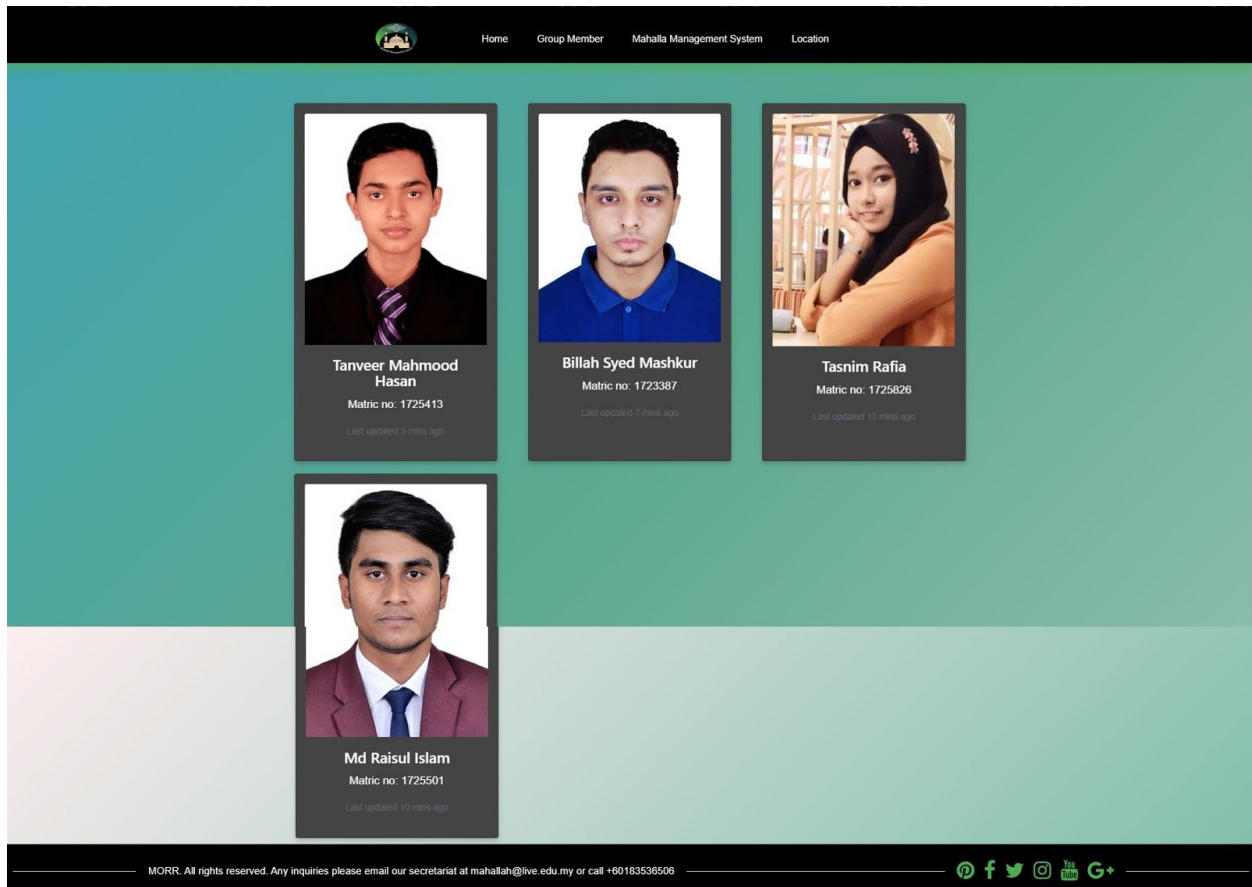 Home Group Member Mahalla Management System Location
Tanveer Mahmood
Hasan
Matric no: 1725413
Last updated 3 mins ago
Billah Syed Mashkur
Matric no: 1723387
Last updated 7 mins ago
Tasnim Rafia
Matric no: 1725826
Last updated 13 mins ago
Md Raisul Islam
Matric no: 1725501
Last updated 10 mins ago
MORR. All rights reserved. Any inquiries please email our secretariat at mahallah@live.edu.my or call +60183536506
You
Tube
G+